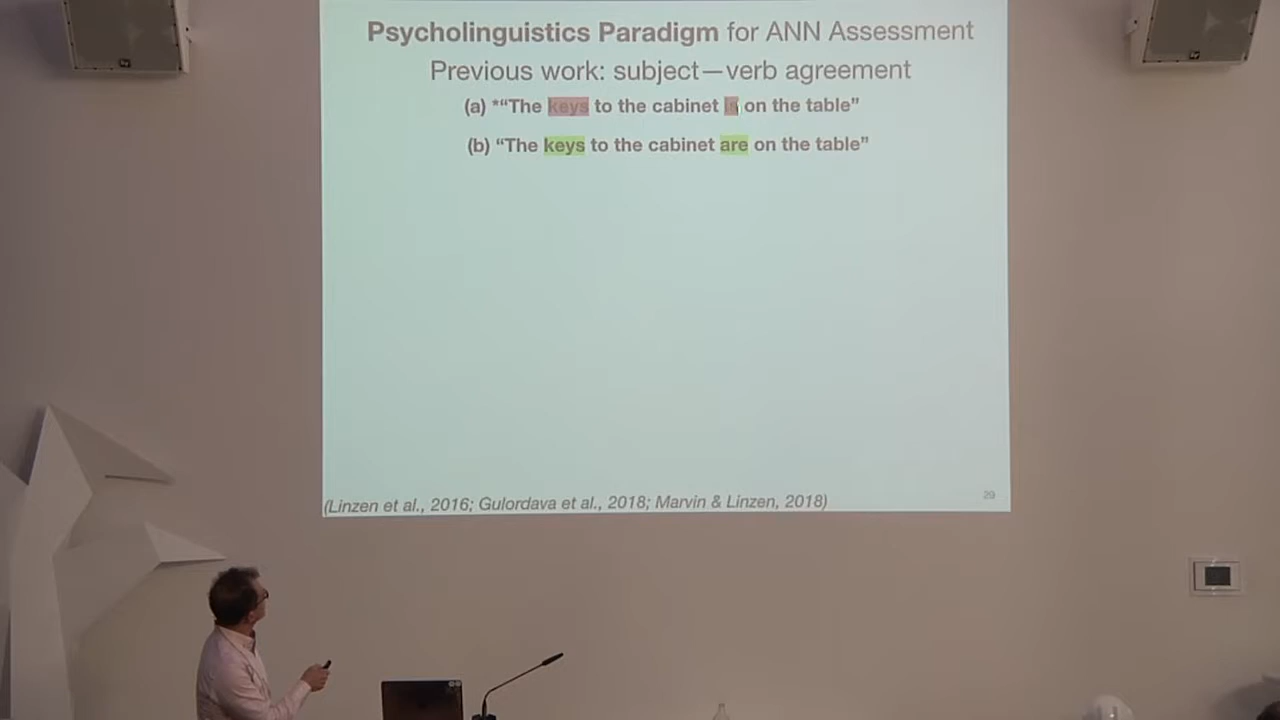 Psycholinguistics Paradigm for ANN Assessment
Previous work: subject—verb agreement
(a) *“The keys to the cabinet is on the table”
(b) “The keys to the cabinet are on the table”
(Linzen et al., 2016; Gulordava et al., 2018; Marvin & Linzen, 2018)
29